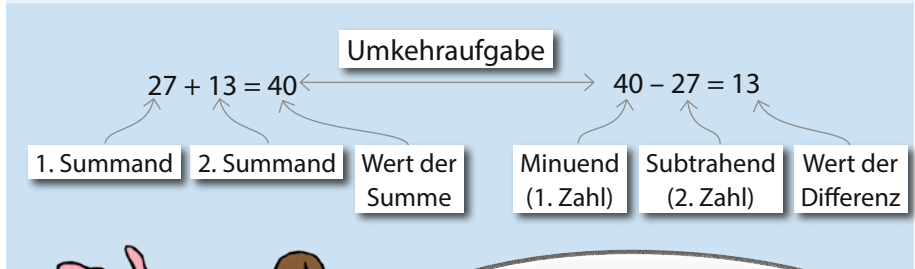 Umkehraufgabe
27 + 13 = 40
40 – 27 = 13
1. Summand
2. Summand
Wert der
Summe
Minuend
(1. Zahl)
Subtrahend
(2. Zahl)
Wert der
Differenz